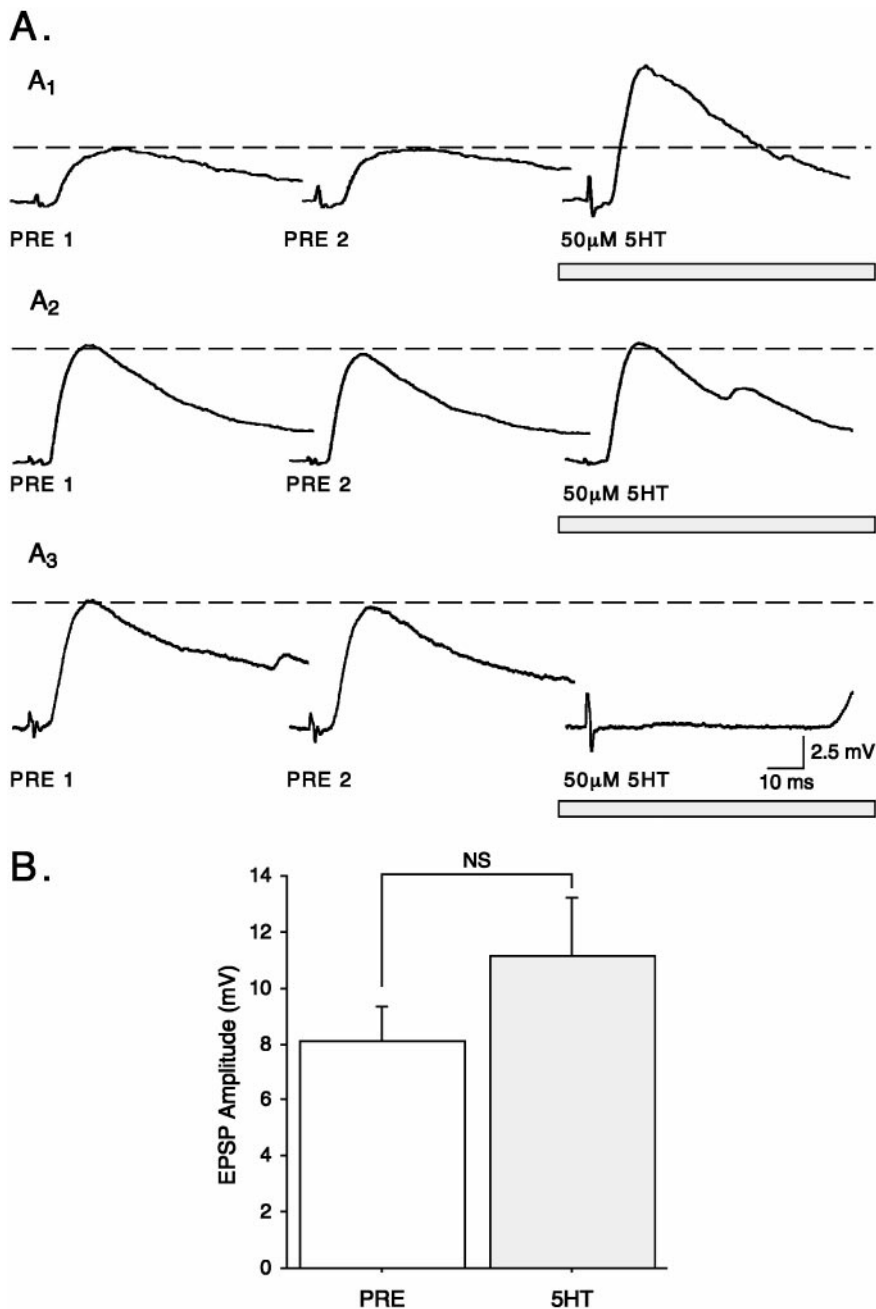 A.
A1
PRE 1 PRE 2 50µM 5HT
A2
PRE 1 PRE 2 50µM 5HT
A3
2.5 mV
10 ms
PRE 1 PRE 2 50µM 5HT
B.
NS
14
12
10
8
6
4
2
0
EPSP Amplitude (mV)
PRE 5HT